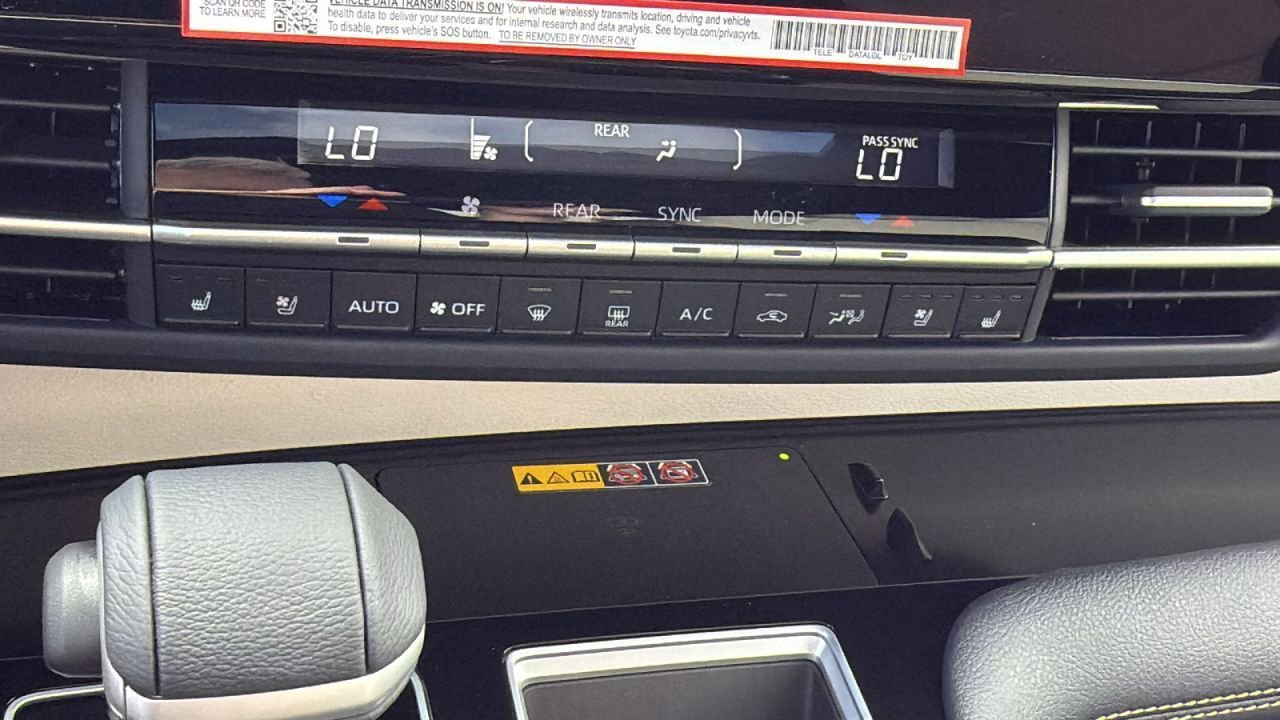 SCAN QR CODE
TO LEARN MORE
VEHICLE DATA TRANSMISSION IS ON! Your vehicle wirelessly transmits location, driving and vehicle
health data to deliver your services and for internal research and data analysis. See toyota.com/privacyvts.
To disable, press vehicle's SOS button. TO BE REMOVED BY OWNER ONLY
TELE DATALGL TOY
LO
REAR
PASS SYNC
LO
REAR SYNC MODE
AUTO OFF REAR A/C